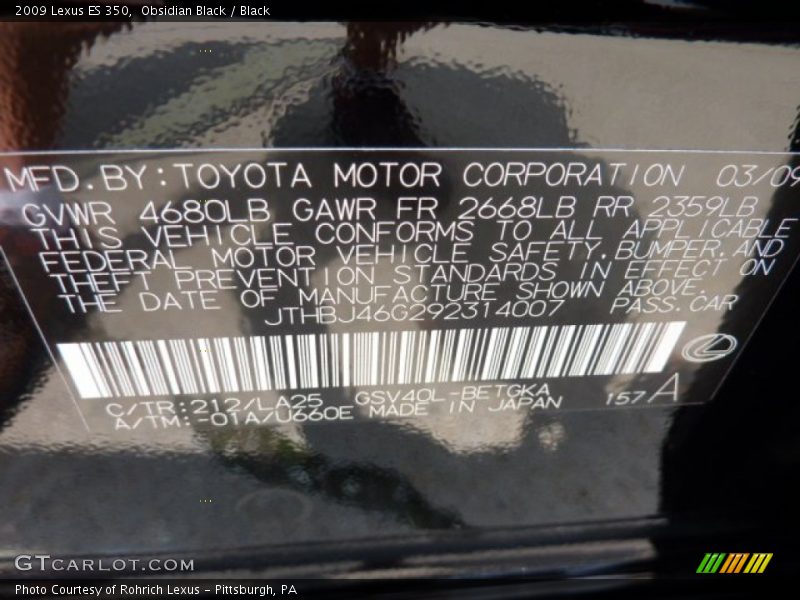 2009 Lexus ES 350, Obsidian Black / Black
MFD.BY:TOYOTA MOTOR CORPORATION 03/09
GVWR 4680LB GAWR FR 2668LB RR 2359LB
THIS VEHICLE CONFORMS TO ALL APPLICABLE
FEDERAL MOTOR VEHICLE SAFETY,BUMPER,AND
THEFT PREVENTION STANDARDS IN EFFECT ON
THE DATE OF MANUFACTURE SHOWN ABOVE.
JTHBJ46G292314007 PASS.CAR
C/TR:212/LA25 GSV40L-BETGKA 157 A
A/TM:-01A/U660E MADE IN JAPAN
GTCARLOT.COM
Photo Courtesy of Rohrich Lexus - Pittsburgh, PA